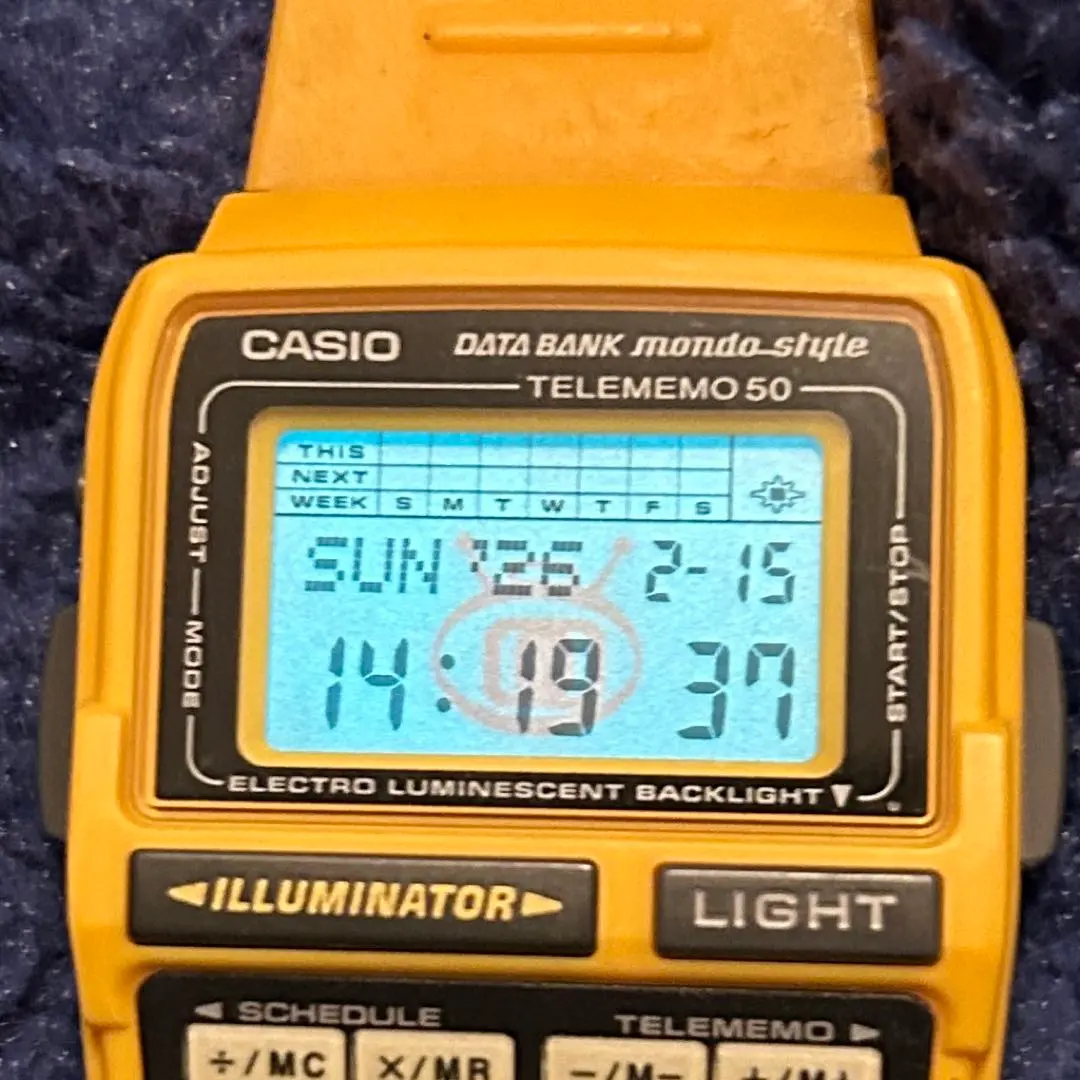 CASIO DATA BANK mondo-style
TELEMEMO 50
ADJUST — MODE
START/STOP
THIS
NEXT
WEEK S M T W T F S
SUN '26 2-15
14:19 37
ELECTRO LUMINESCENT BACKLIGHT
ILLUMINATOR LIGHT
SCHEDULE TELEMEMO
÷/MC ×/MR −/M− +/M+